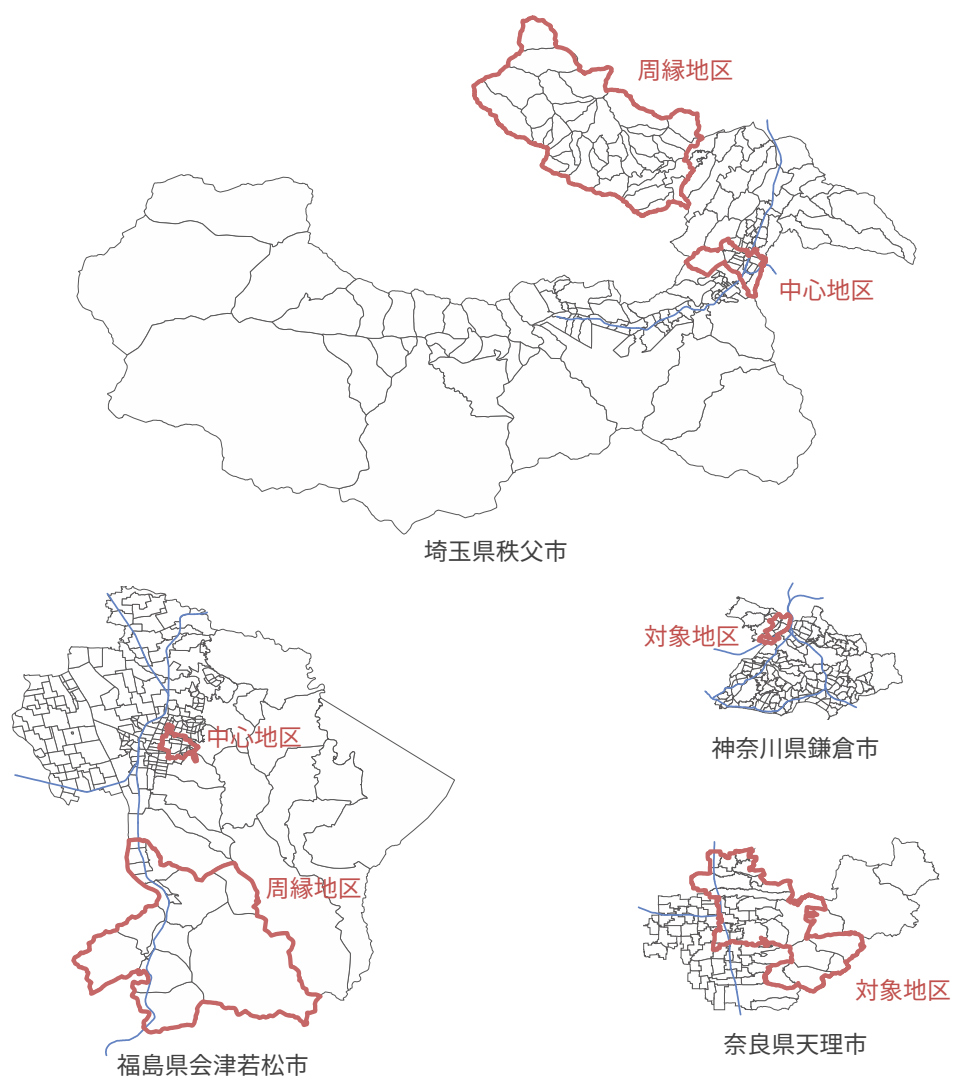 周縁地区
中心地区
埼玉県秩父市
対象地区
中心地区
神奈川県鎌倉市
周縁地区
対象地区
奈良県天理市
福島県会津若松市